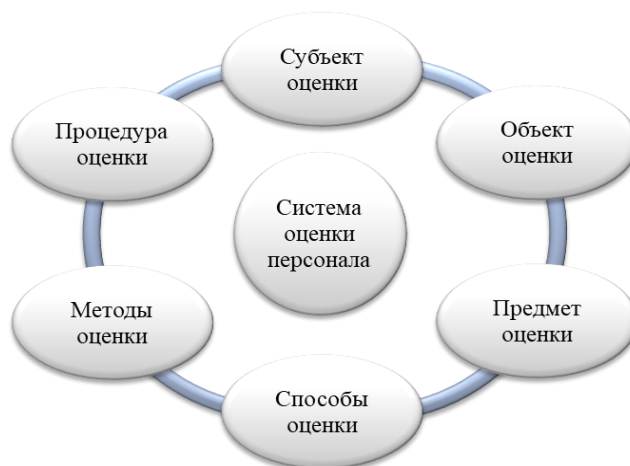 Субъект
оценки
Процедура
оценки
Объект
оценки
Система
оценки
персонала
Методы
оценки
Предмет
оценки
Способы
оценки